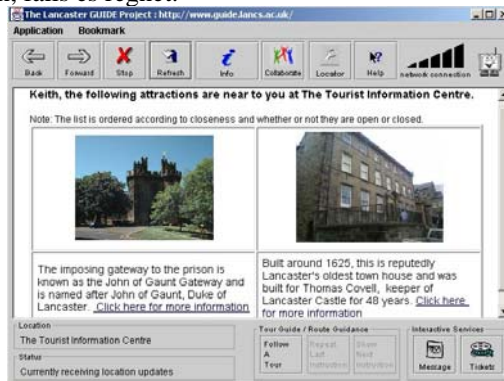 falls es regnet.
The Lancaster GUIDE Project : http://www.guide.lancs.ac.uk/
Application Bookmark
Back Forward Stop Refresh Info Collaborate Locator Help network connection
Keith, the following attractions are near to you at The Tourist Information Centre.
Note: The list is ordered according to closeness and whether or not they are open or closed.
The imposing gateway to the prison is
known as the John of Gaunt Gateway and
is named after John of Gaunt, Duke of
Lancaster. Click here for more information
Built around 1625, this is reputedly
Lancaster's oldest town house and was
built for Thomas Covell, keeper of
Lancaster Castle for 48 years. Click here
for more information
Location
The Tourist Information Centre
Status
Currently receiving location updates
Tour Guide / Route Guidance
Follow
A
Tour
Repeat
Last
Instruction
Show
Next
Instruction
Interactive Services
Message Tickets